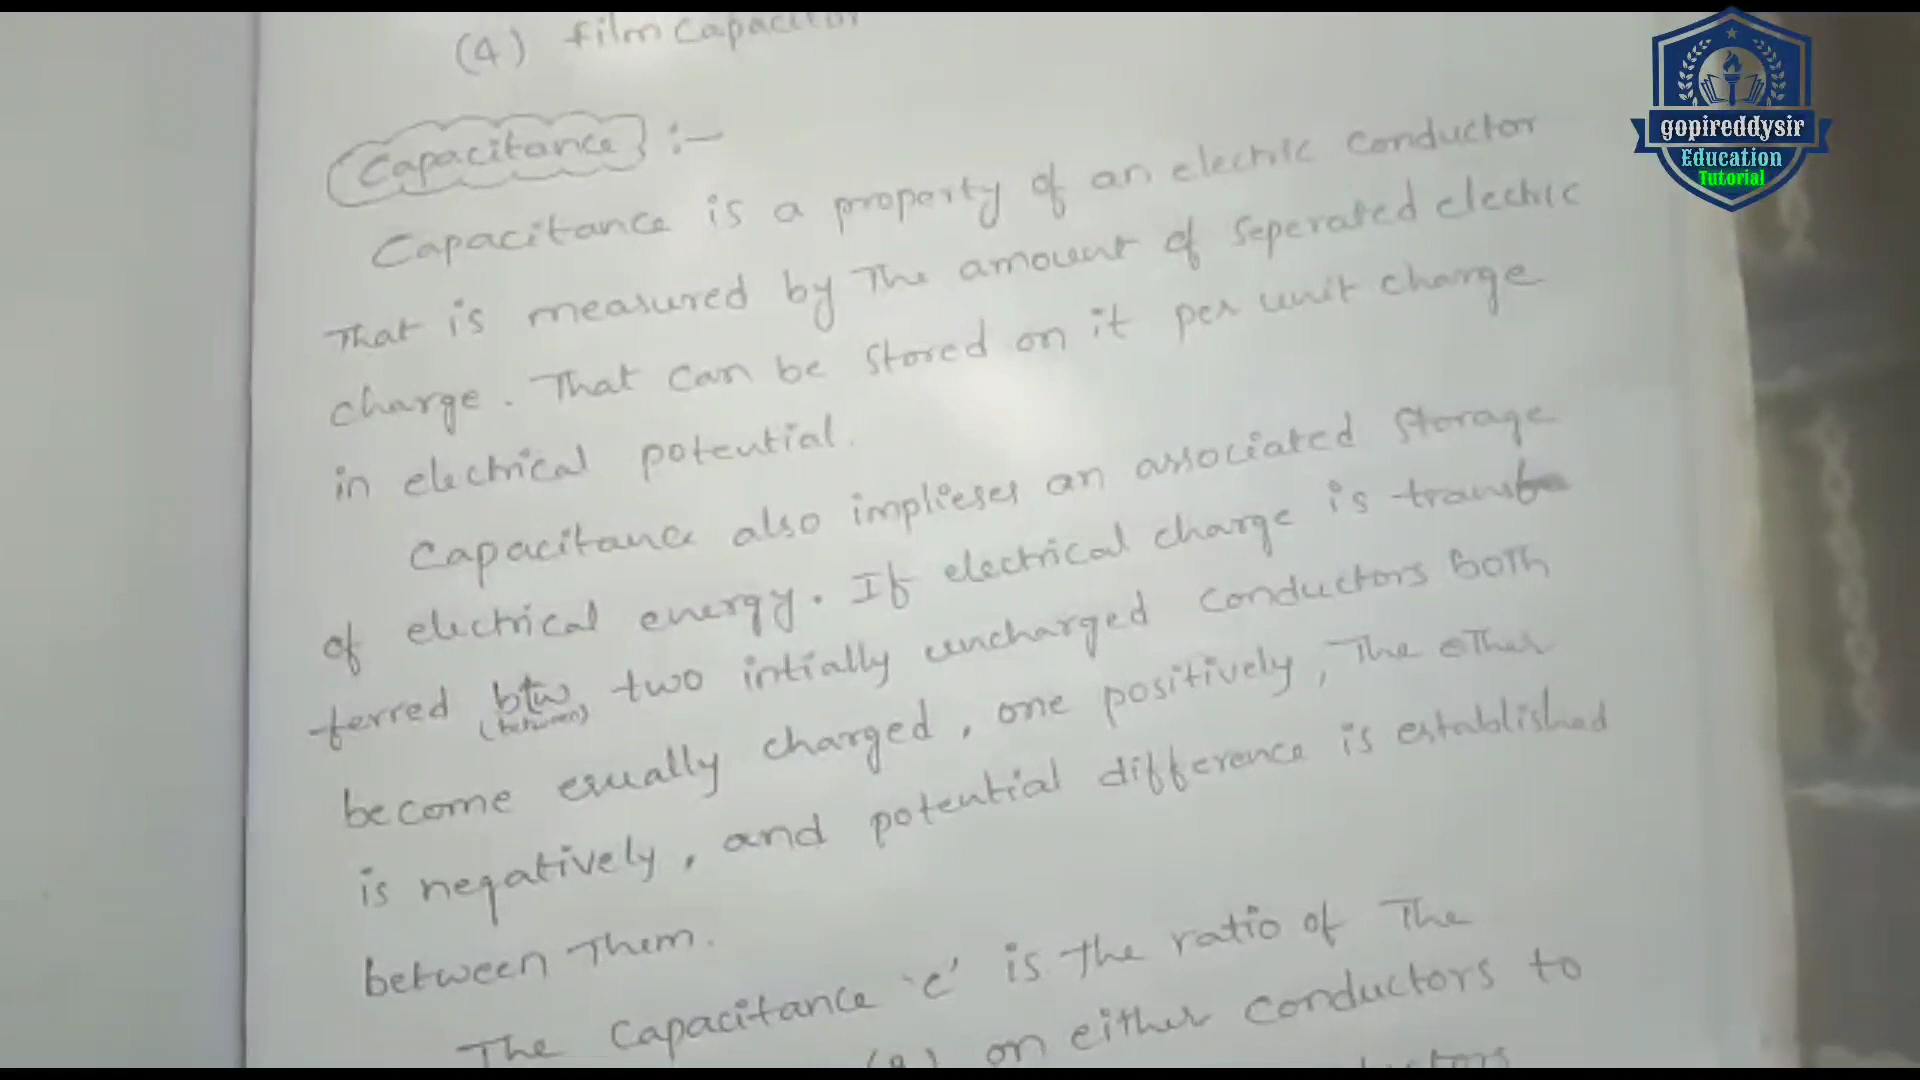 (4) film capacitor
Capacitance :-
Capacitance is a property of an electric conductor
That is measured by The amount of seperated electric
charge. That can be stored on it per unit charge
in electrical potential.
Capacitance also implieses an associated storage
of electrical energy. If electrical charge is trans
ferred btw two intially uncharged conductors both
(between)
become equally charged, one positively, The other
is negatively, and potential difference is established
between Them.
The capacitance 'c' is the ratio of The
on either conductors to
gopireddysir
Education
Tutorial